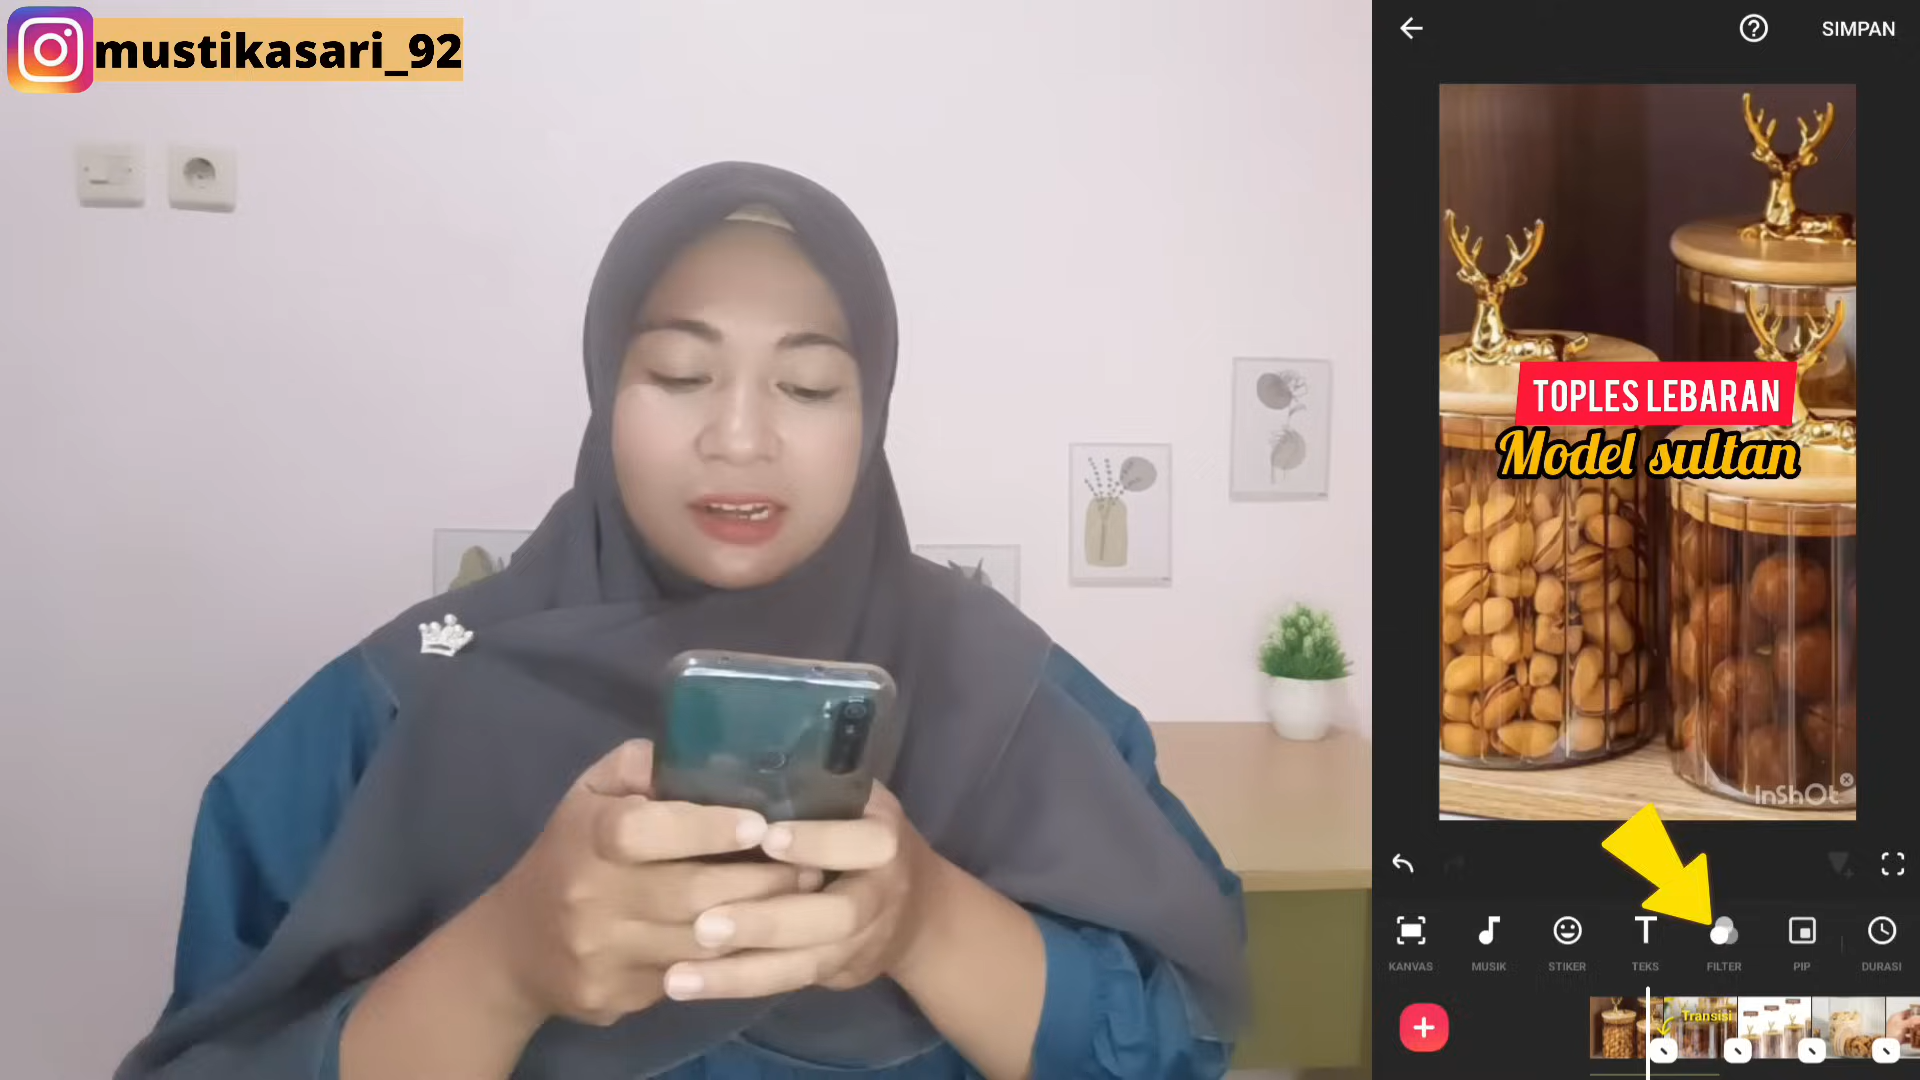 mustikasari_92
SIMPAN
TOPLES LEBARAN
Model sultan
InShOt
KANVAS
MUSIK
STIKER
TEKS
FILTER
PIP
DURASI
Transisi